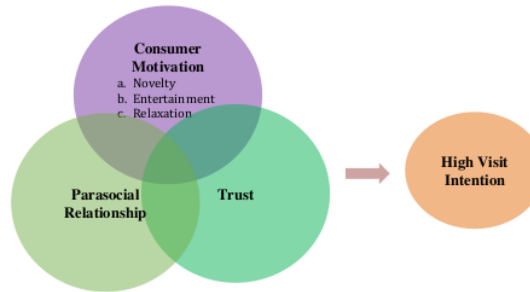 Consumer
Motivation
a. Novelty
b. Entertainment
c. Relaxation
Parasocial
Relationship
Trust
High Visit
Intention